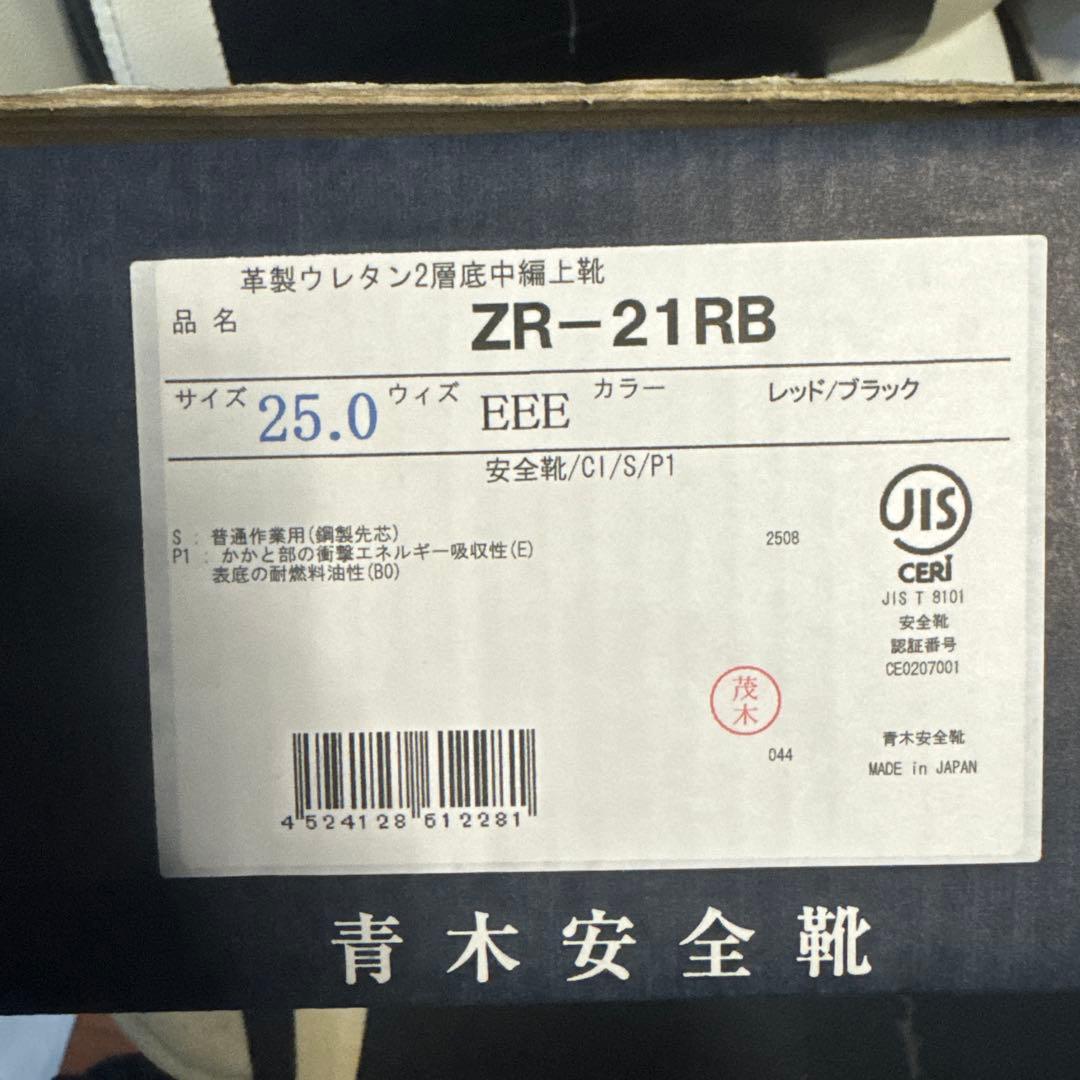 革製ウレタン2層底中編上靴
品名 ZR-21RB
サイズ 25.0 ウィズ EEE カラー レッド/ブラック
安全靴/CI/S/P1
S : 普通作業用(鋼製先芯)
P1 : かかと部の衝撃エネルギー吸収性(E)
表底の耐燃料油性(BO)
2508
JIS
CERI
JIS T 8101
安全靴
認証番号
CE0207001
茂木
044
青木安全靴
MADE in JAPAN
4 524128 512281
青木安全靴